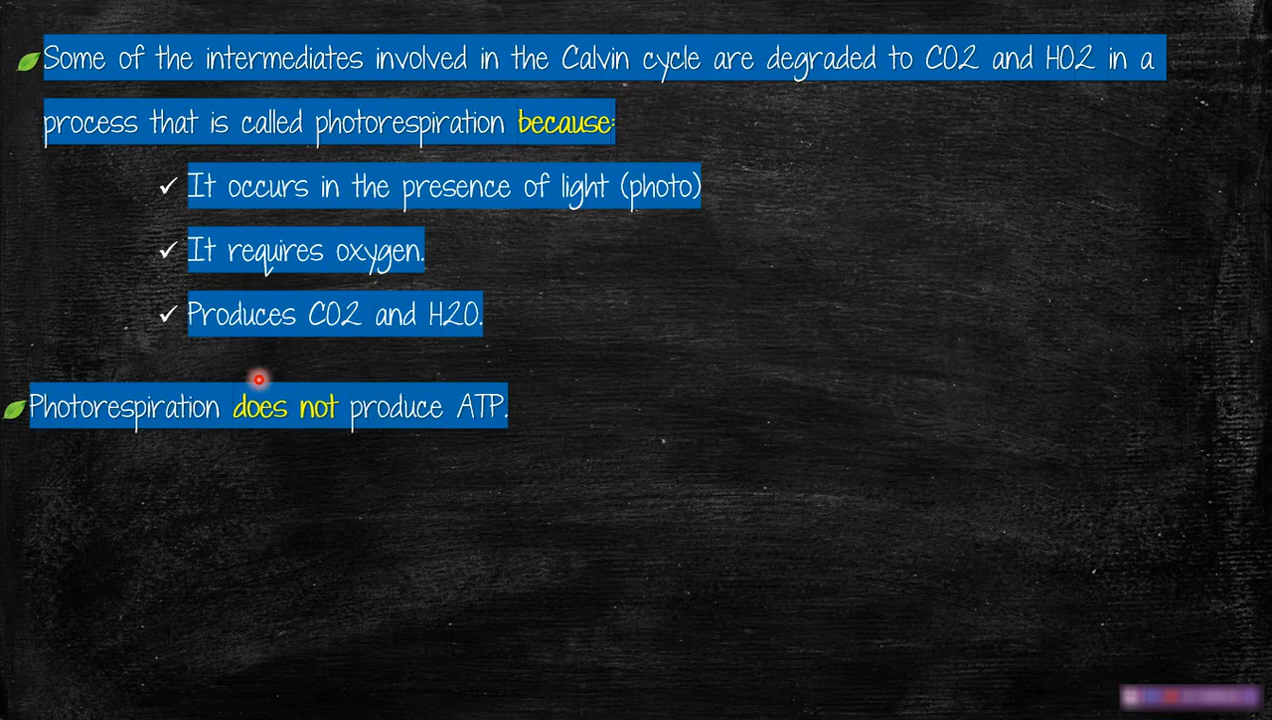 Some of the intermediates involved in the Calvin cycle are degraded to CO2 and HO2 in a
process that is called photorespiration because:
It occurs in the presence of light (photo)
It requires oxygen.
Produces CO2 and H2O.
Photorespiration does not produce ATP.